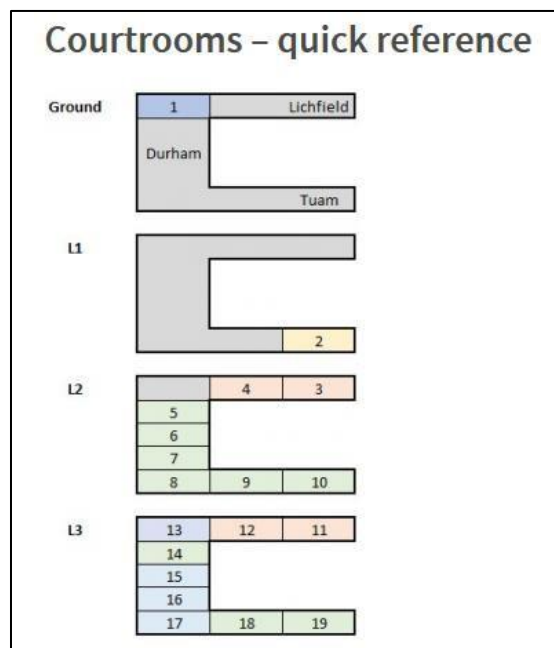 Courtrooms – quick reference
Ground 1 Lichfield
Durham
Tuam
L1
2
L2 4 3
5
6
7
8 9 10
L3 13 12 11
14
15
16
17 18 19